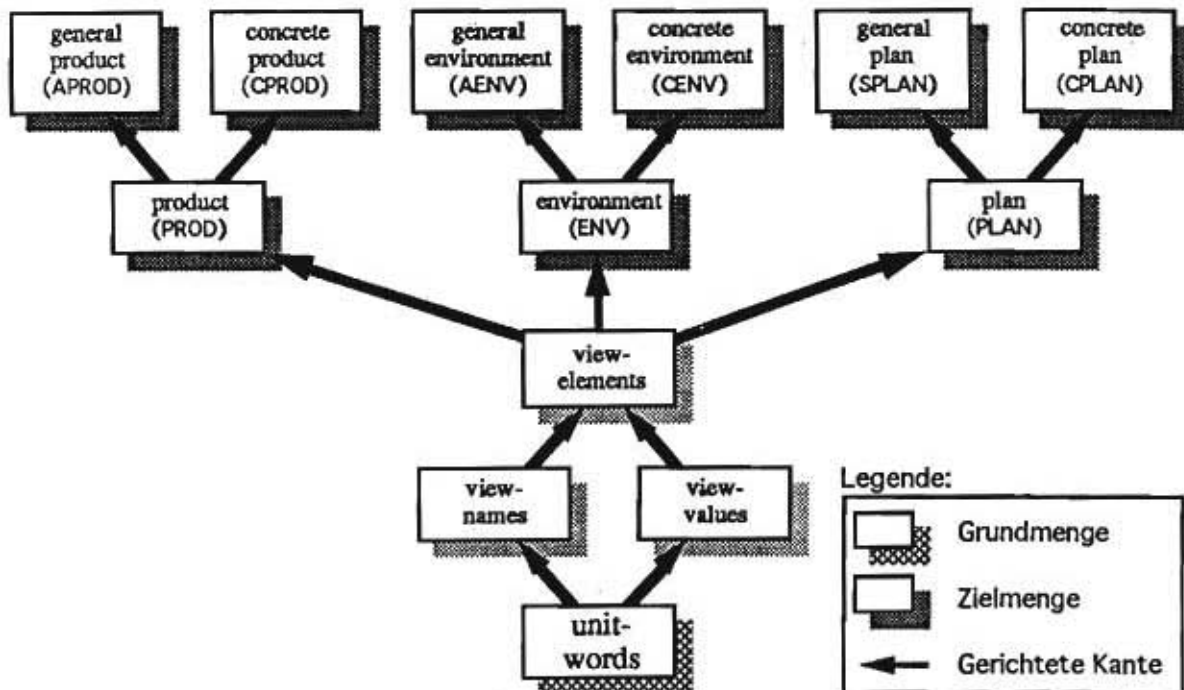 general
product
(APROD)
concrete
product
(CPROD)
general
environment
(AENV)
concrete
environment
(CENV)
general
plan
(SPLAN)
concrete
plan
(CPLAN)
product
(PROD)
environment
(ENV)
plan
(PLAN)
view-
elements
view-
names
view-
values
unit-
words
Legende:
Grundmenge
Zielmenge
Gerichtete Kante